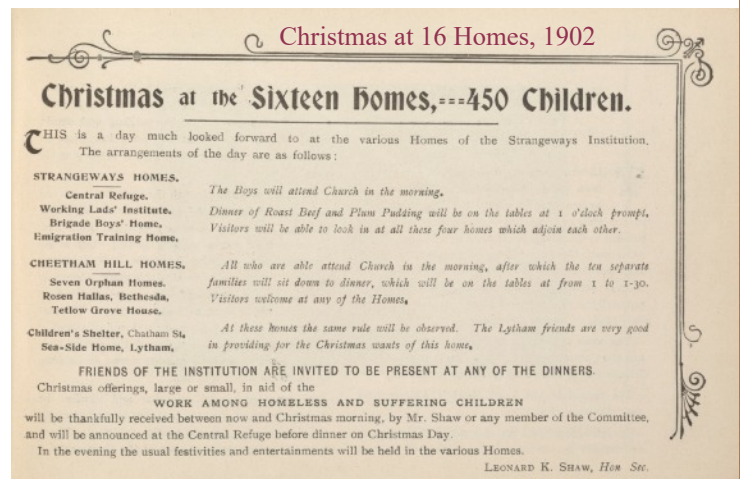 Christmas at 16 Homes, 1902
Christmas at the Sixteen Homes,---450 Children.
THIS is a day much looked forward to at the various Homes of the Strangeways Institution.
The arrangements of the day are as follows:
STRANGEWAYS HOMES.
Central Refuge.
Working Lads' Institute.
Brigade Boys' Home.
Emigration Training Home.
The Boys will attend Church in the morning.
Dinner of Roast Beef and Plum Pudding will be on the tables at 1 o'clock prompt.
Visitors will be able to look in at all these four homes which adjoin each other.
CHEETHAM HILL HOMES.
Seven Orphan Homes.
Rosen Hallas, Bethesda,
Tetlow Grove House.
All who are able attend Church in the morning, after which the ten separate
families will sit down to dinner, which will be on the tables at from 1 to 1-30.
Visitors welcome at any of the Homes.
Children's Shelter, Chatham St.
Sea-Side Home, Lytham.
At these homes the same rule will be observed. The Lytham friends are very good
in providing for the Christmas wants of this home.
FRIENDS OF THE INSTITUTION ARE INVITED TO BE PRESENT AT ANY OF THE DINNERS.
Christmas offerings, large or small, in aid of the
WORK AMONG HOMELESS AND SUFFERING CHILDREN
will be thankfully received between now and Christmas morning, by Mr. Shaw or any member of the Committee,
and will be announced at the Central Refuge before dinner on Christmas Day.
In the evening the usual festivities and entertainments will be held in the various Homes.
LEONARD K. SHAW, Hon Sec.